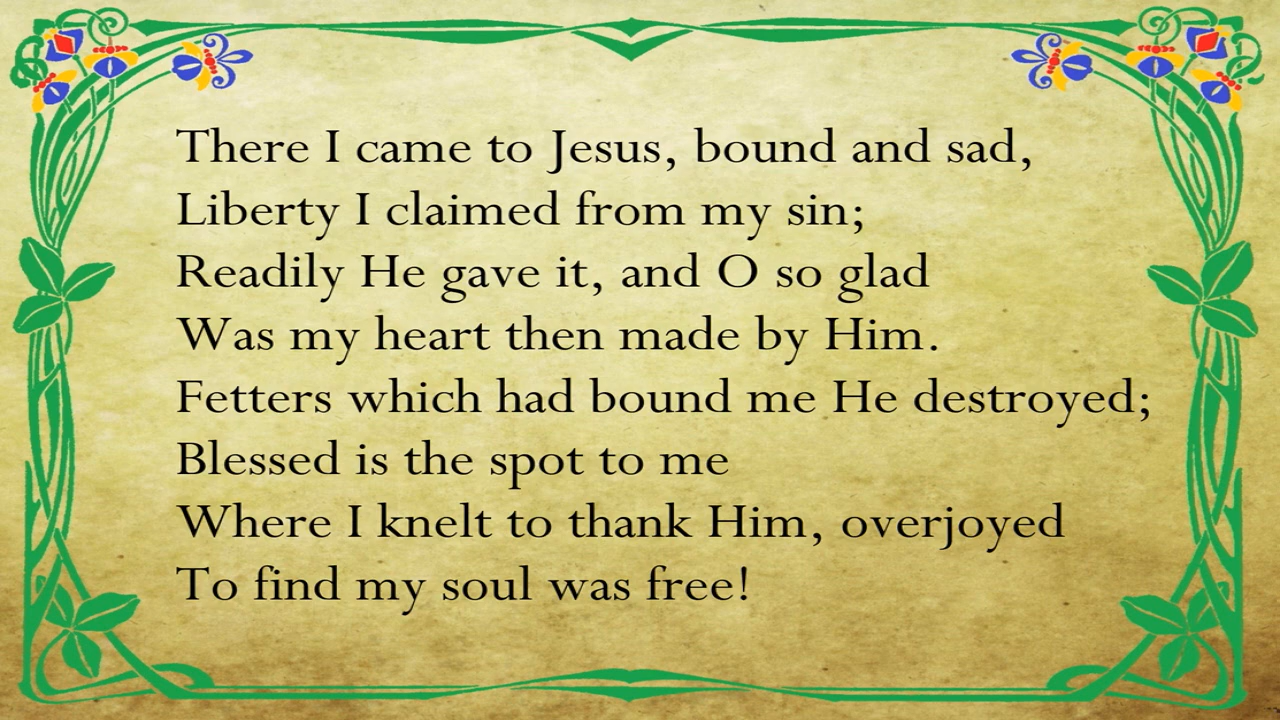 There I came to Jesus, bound and sad,
Liberty I claimed from my sin;
Readily He gave it, and O so glad
Was my heart then made by Him.
Fetters which had bound me He destroyed;
Blessed is the spot to me
Where I knelt to thank Him, overjoyed
To find my soul was free!